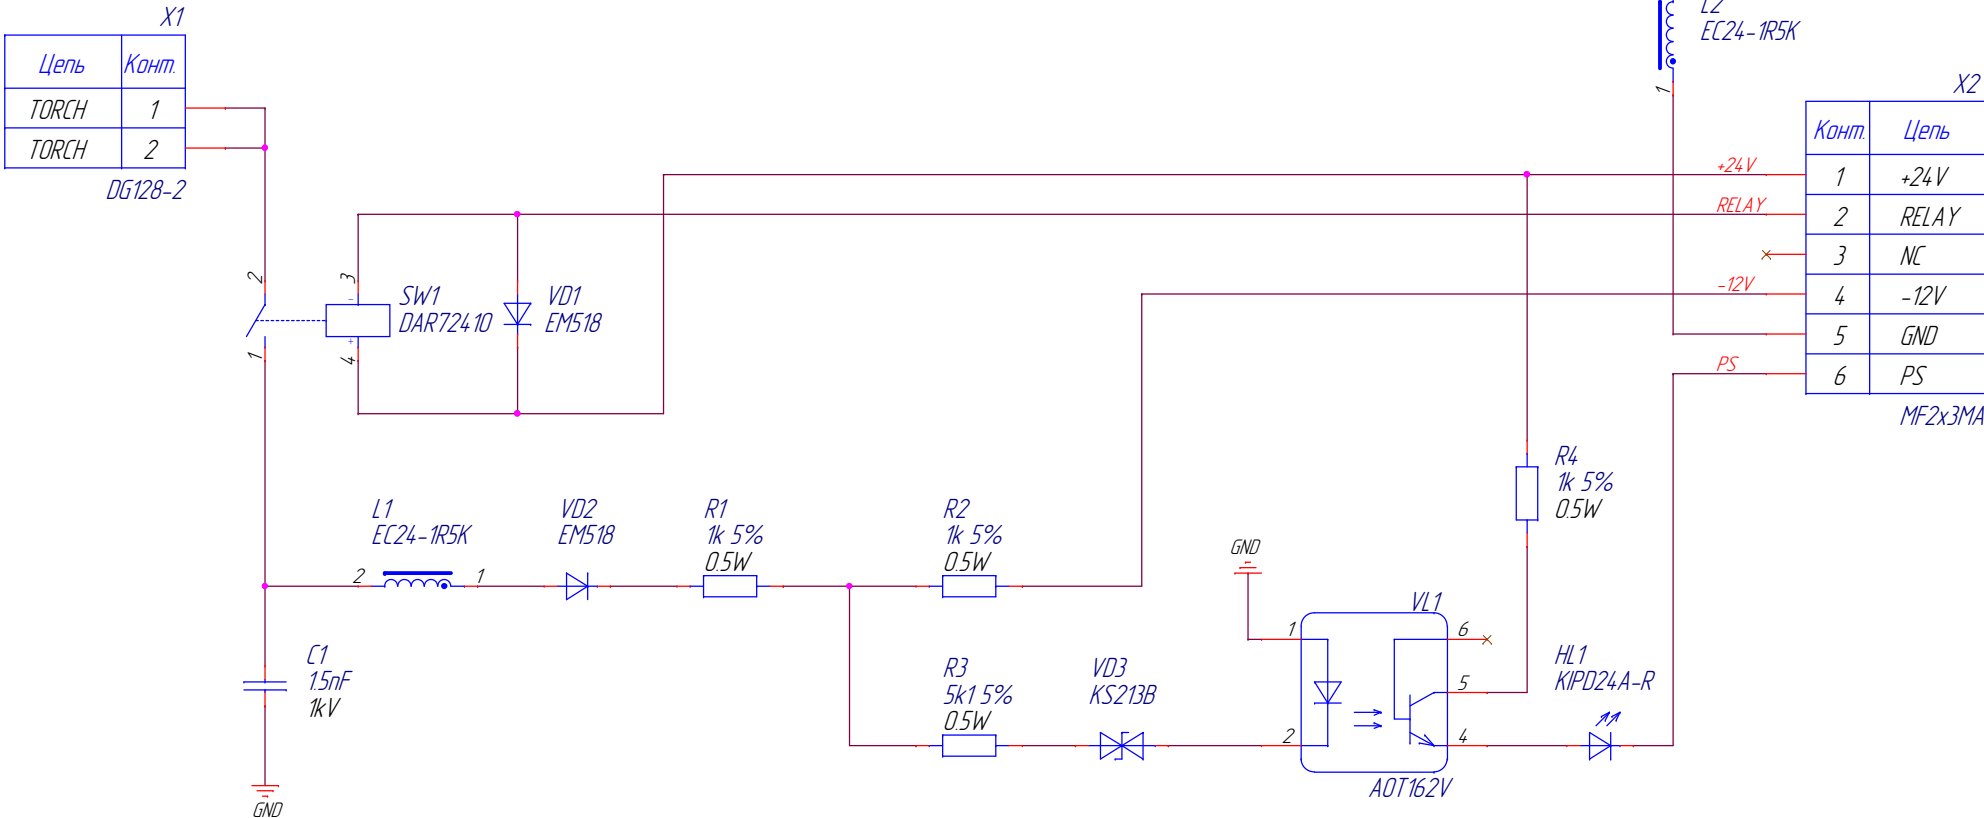 X1
Цепь Конт.
TORCH 1
TORCH 2
DG128-2
L2
EC24-1R5K
1
X2
Конт. Цепь
+24V 1 +24V
RELAY 2 RELAY
3 NC
-12V 4 -12V
5 GND
PS 6 PS
MF2x3MA
2
1
3
-
+
4
SW1
DAR72410
VD1
EM518
L1
EC24-1R5K
2 1
VD2
EM518
R1
1k 5%
0.5W
R2
1k 5%
0.5W
R4
1k 5%
0.5W
C1
1.5nF
1kV
GND
R3
5k1 5%
0.5W
VD3
KS213B
GND
VL1
1
2
6
5
4
AOT162V
HL1
KIPD24A-R